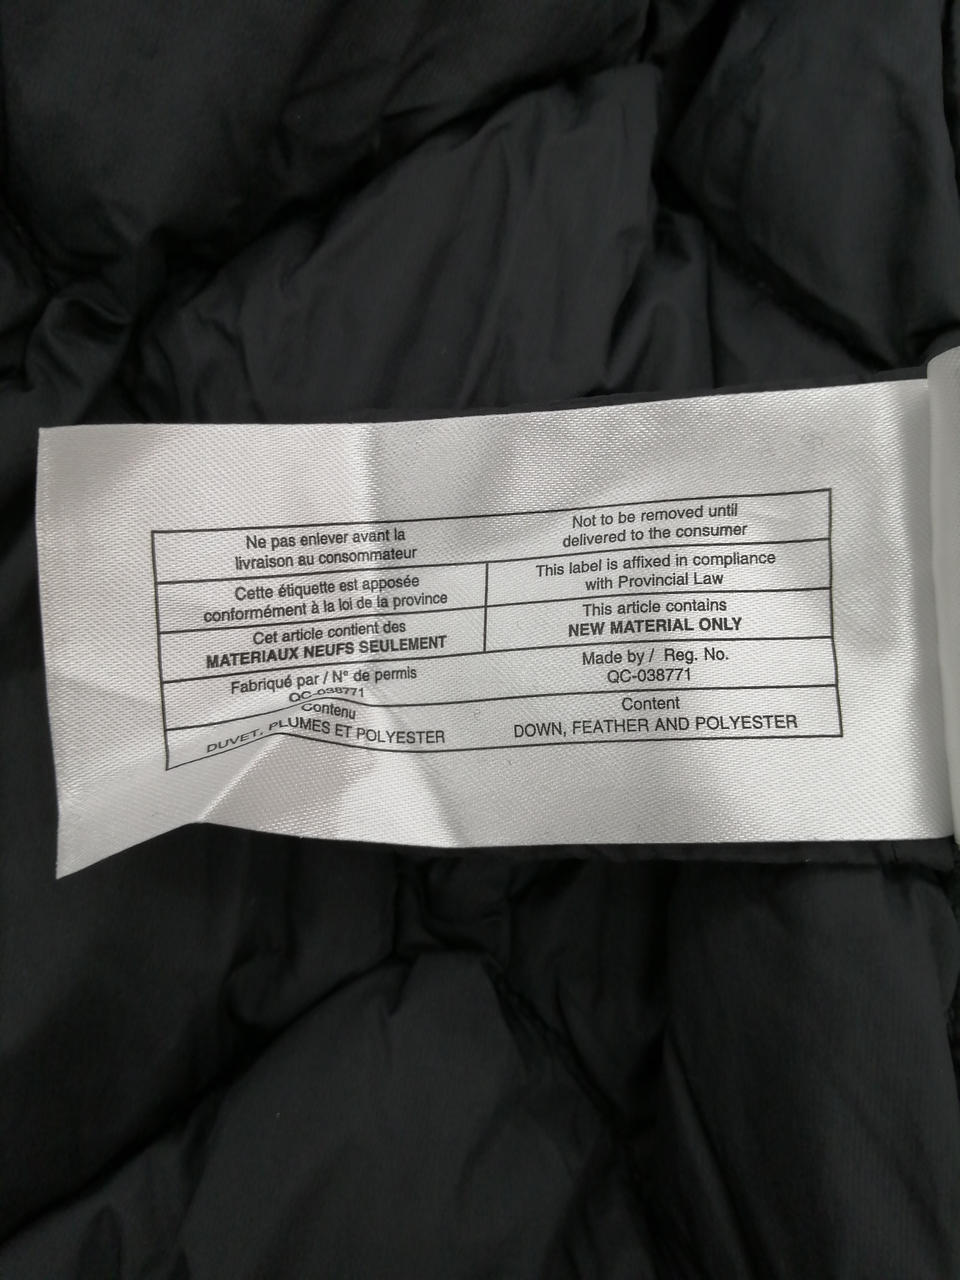 Ne pas enlever avant la
livraison au consommateur
Not to be removed until
delivered to the consumer
Cette étiquette est apposée
conformément à la loi de la province
This label is affixed in compliance
with Provincial Law
Cet article contient des
MATERIAUX NEUFS SEULEMENT
This article contains
NEW MATERIAL ONLY
Fabriqué par / N° de permis
QC-038771
Made by / Reg. No.
QC-038771
Contenu
DUVET, PLUMES ET POLYESTER
Content
DOWN, FEATHER AND POLYESTER